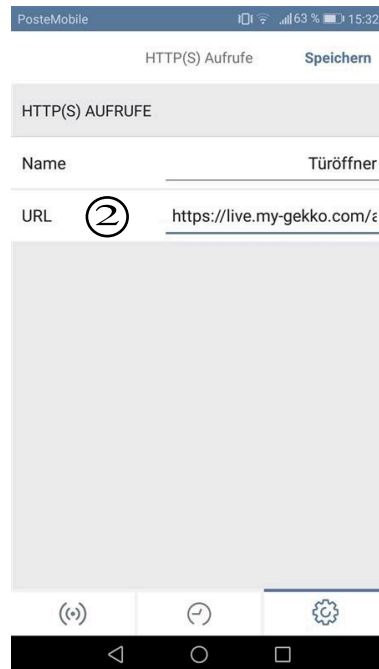 PosteMobile 63 % 15:32
HTTP(S) Aufrufe Speichern
HTTP(S) AUFRUFE
Name Türöffner
URL 2 https://live.my-gekko.com/a